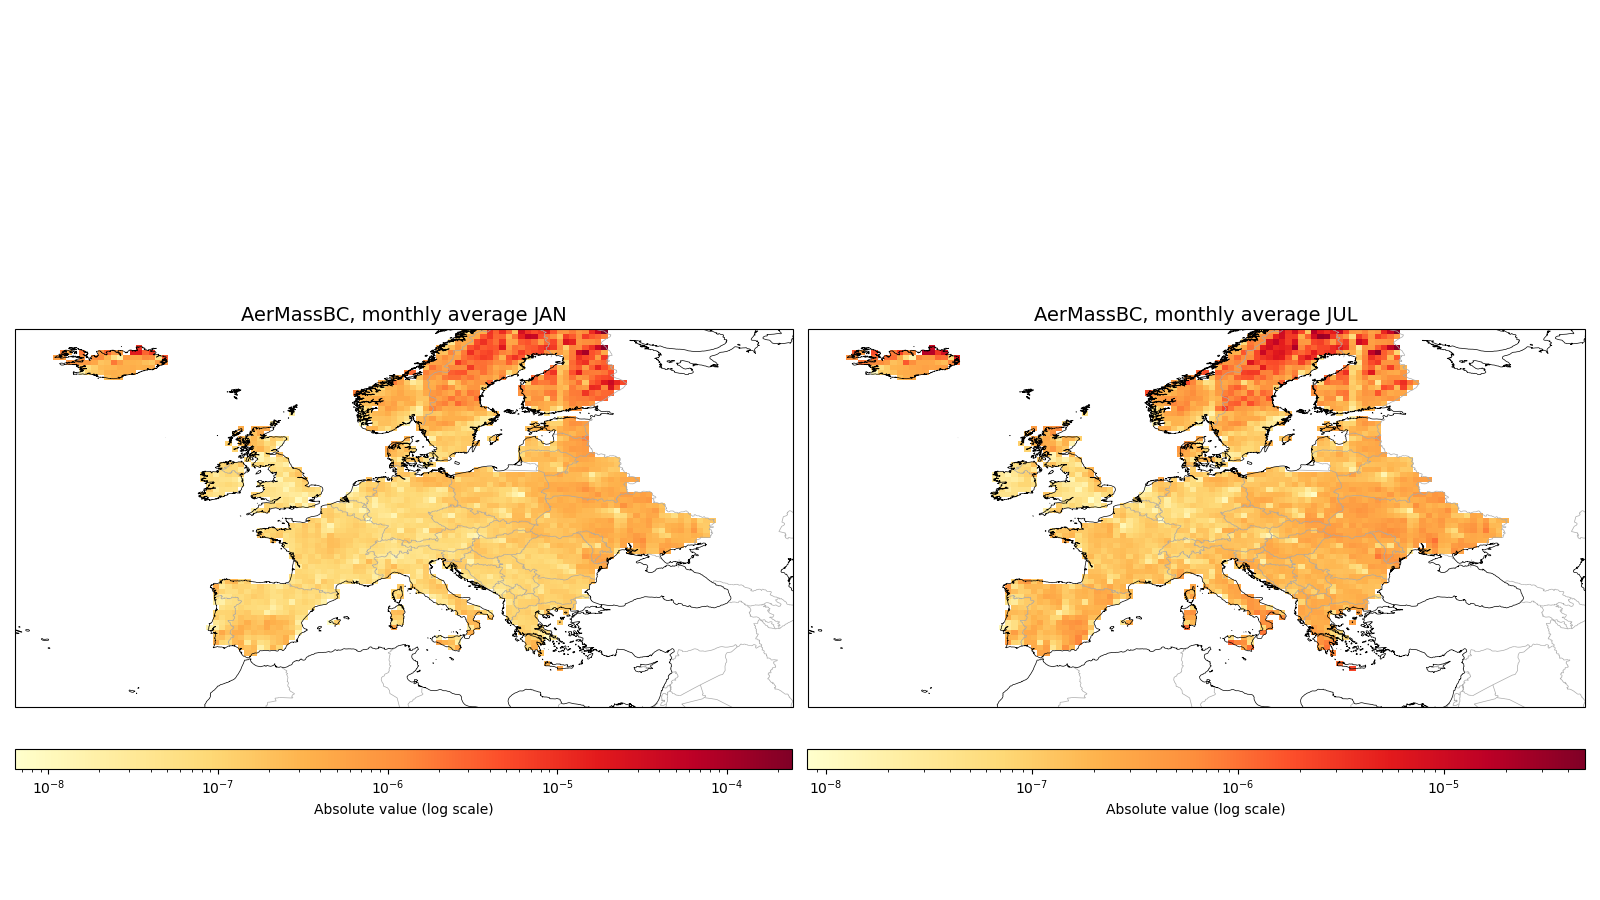 AerMassBC, monthly average JAN
AerMassBC, monthly average JUL
10⁻⁸ 10⁻⁷ 10⁻⁶ 10⁻⁵ 10⁻⁴
Absolute value (log scale)
10⁻⁸ 10⁻⁷ 10⁻⁶ 10⁻⁵
Absolute value (log scale)